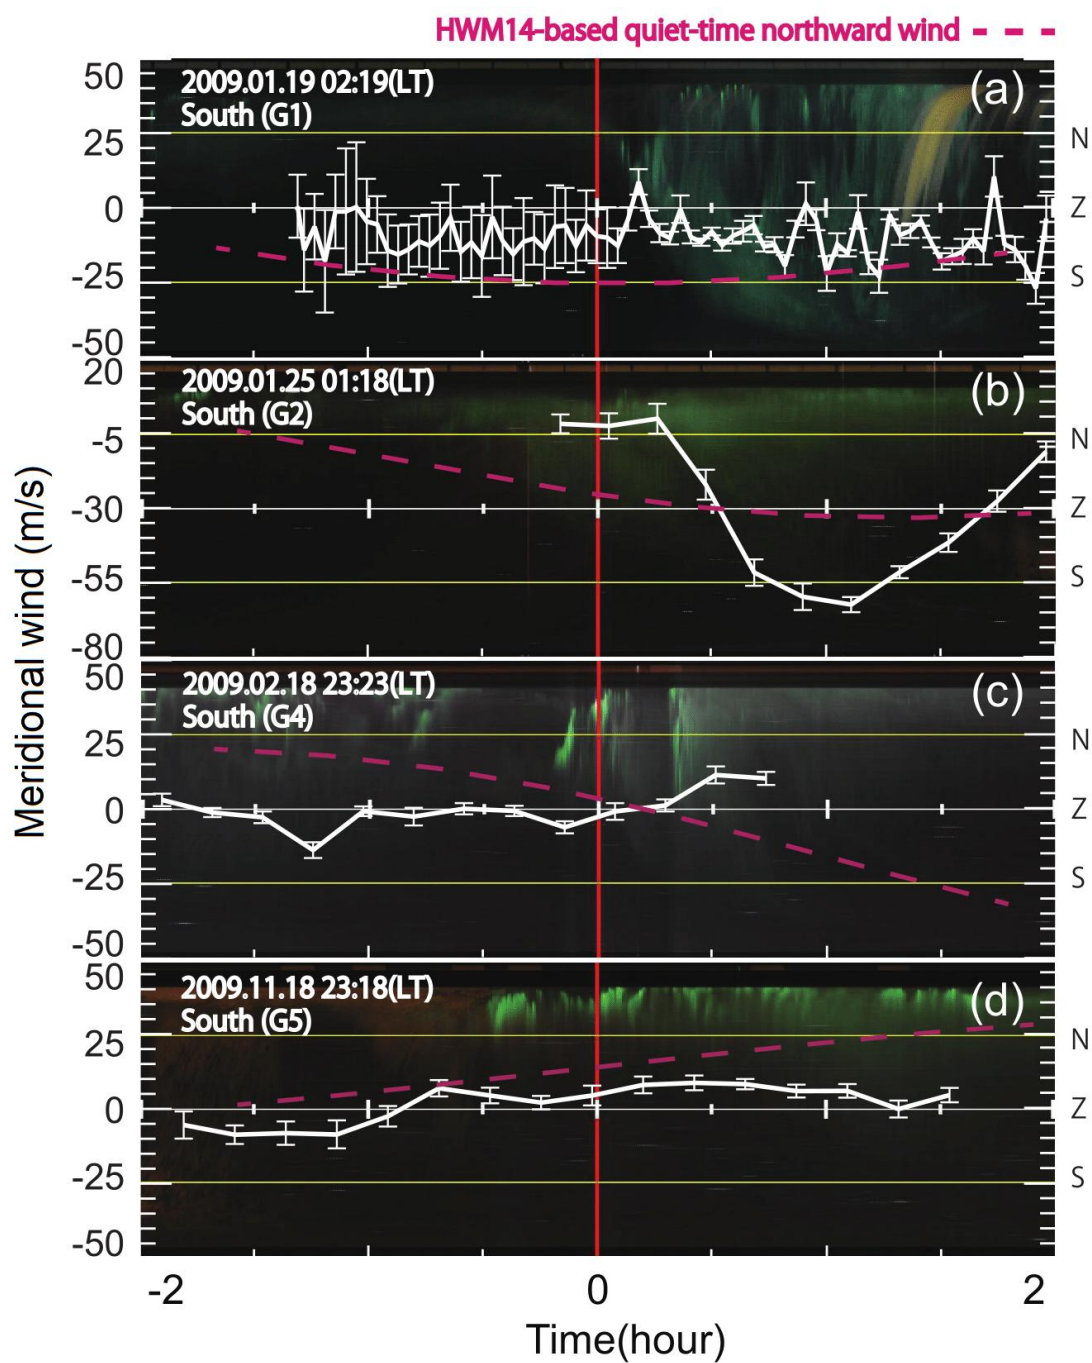 HWM14-based quiet-time northward wind
2009.01.19 02:19(LT)
South (G1)
(a)
50
25
0
-25
-50
N
Z
S
2009.01.25 01:18(LT)
South (G2)
(b)
20
-5
-30
-55
-80
N
Z
S
2009.02.18 23:23(LT)
South (G4)
(c)
50
25
0
-25
-50
N
Z
S
2009.11.18 23:18(LT)
South (G5)
(d)
50
25
0
-25
-50
N
Z
S
Meridional wind (m/s)
-2
0
2
Time(hour)